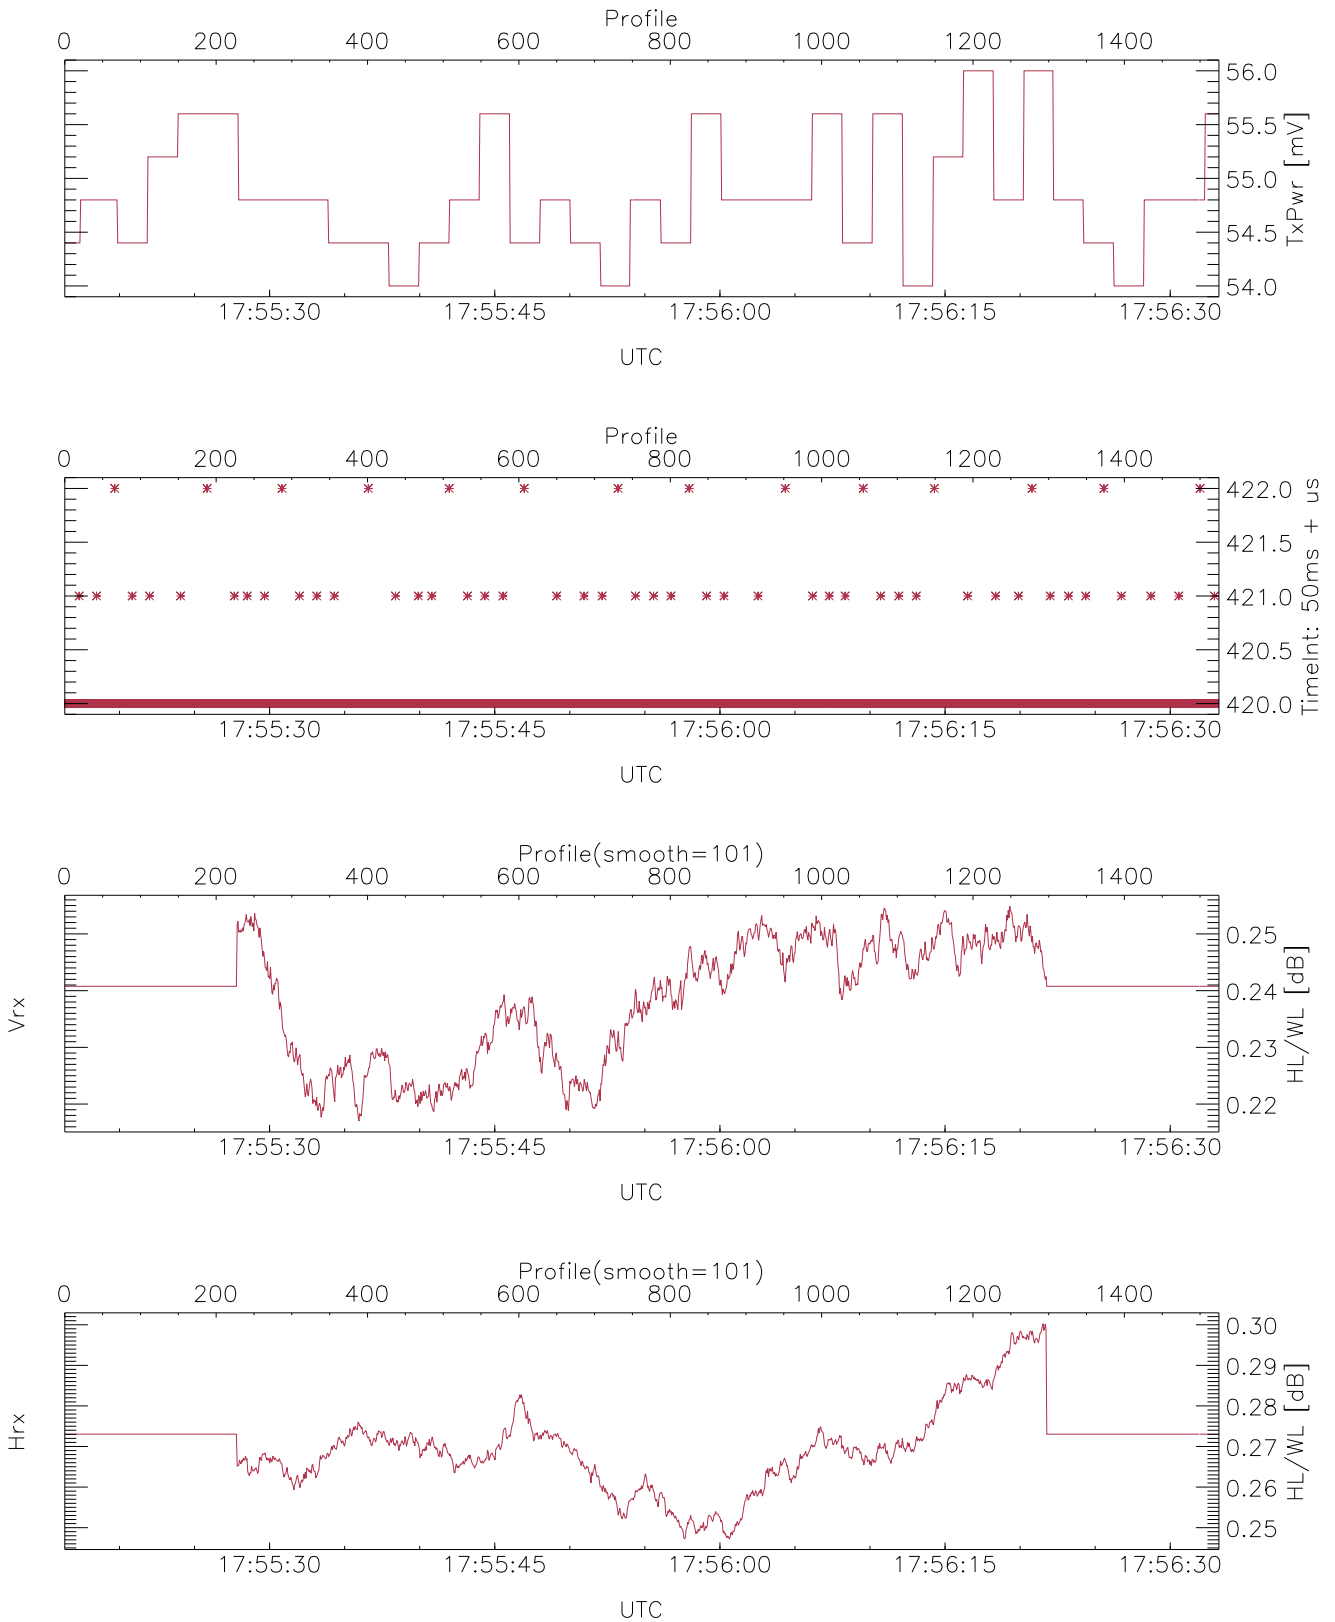 Profile
0 200 400 600 800 1000 1200 1400
56.0
55.5
55.0
54.5
54.0
TxPwr [mV]
17:55:30 17:55:45 17:56:00 17:56:15 17:56:30
UTC
Profile
0 200 400 600 800 1000 1200 1400
422.0
421.5
421.0
420.5
420.0
TimeInt: 50ms + us
17:55:30 17:55:45 17:56:00 17:56:15 17:56:30
UTC
Profile(smooth=101)
0 200 400 600 800 1000 1200 1400
Vrx
0.25
0.24
0.23
0.22
HL/WL [dB]
17:55:30 17:55:45 17:56:00 17:56:15 17:56:30
UTC
Profile(smooth=101)
0 200 400 600 800 1000 1200 1400
Hrx
0.30
0.29
0.28
0.27
0.26
0.25
HL/WL [dB]
17:55:30 17:55:45 17:56:00 17:56:15 17:56:30
UTC